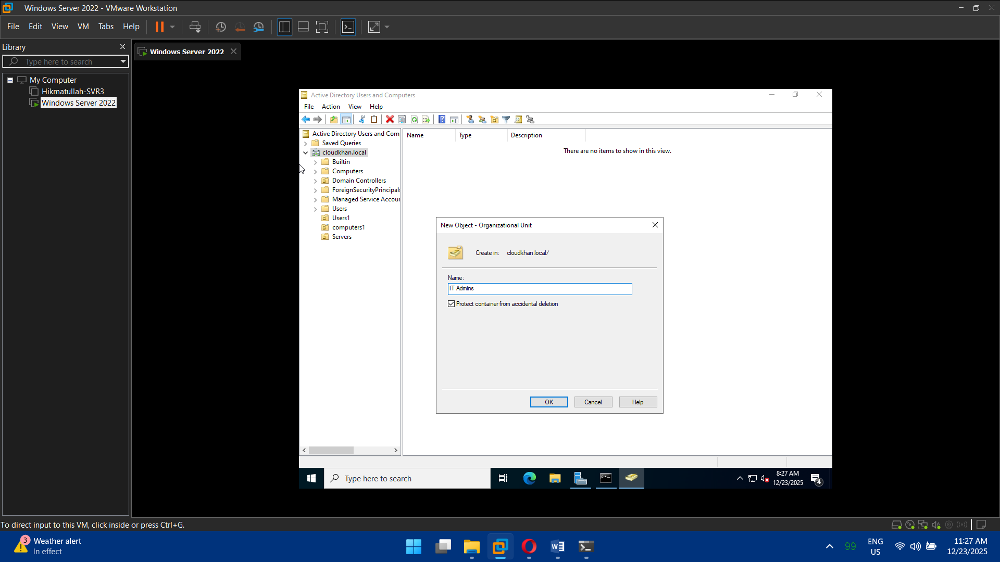 Windows Server 2022 - VMware Workstation
File Edit View VM Tabs Help
Library
Type here to search
My Computer
Hikmatullah-SVR3
Windows Server 2022
Windows Server 2022
Active Directory Users and Computers
File Action View Help
Active Directory Users and Com
Saved Queries
cloudkhan.local
Builtin
Computers
Domain Controllers
ForeignSecurityPrincipals
Managed Service Accour
Users
Users1
computers1
Servers
Name Type Description
There are no items to show in this view.
New Object - Organizational Unit
Create in: cloudkhan.local/
Name:
IT Admins
Protect container from accidental deletion
OK Cancel Help
Type here to search
8:27 AM
12/23/2025
4
To direct input to this VM, click inside or press Ctrl+G.
3
Weather alert
In effect
99
ENG
US
11:27 AM
12/23/2025